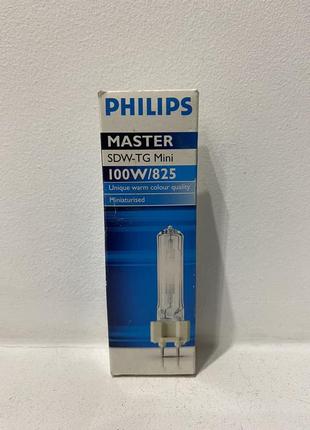 PHILIPS
MASTER
SDW-TG Mini
100W/825
Unique warm colour quality
Miniaturised